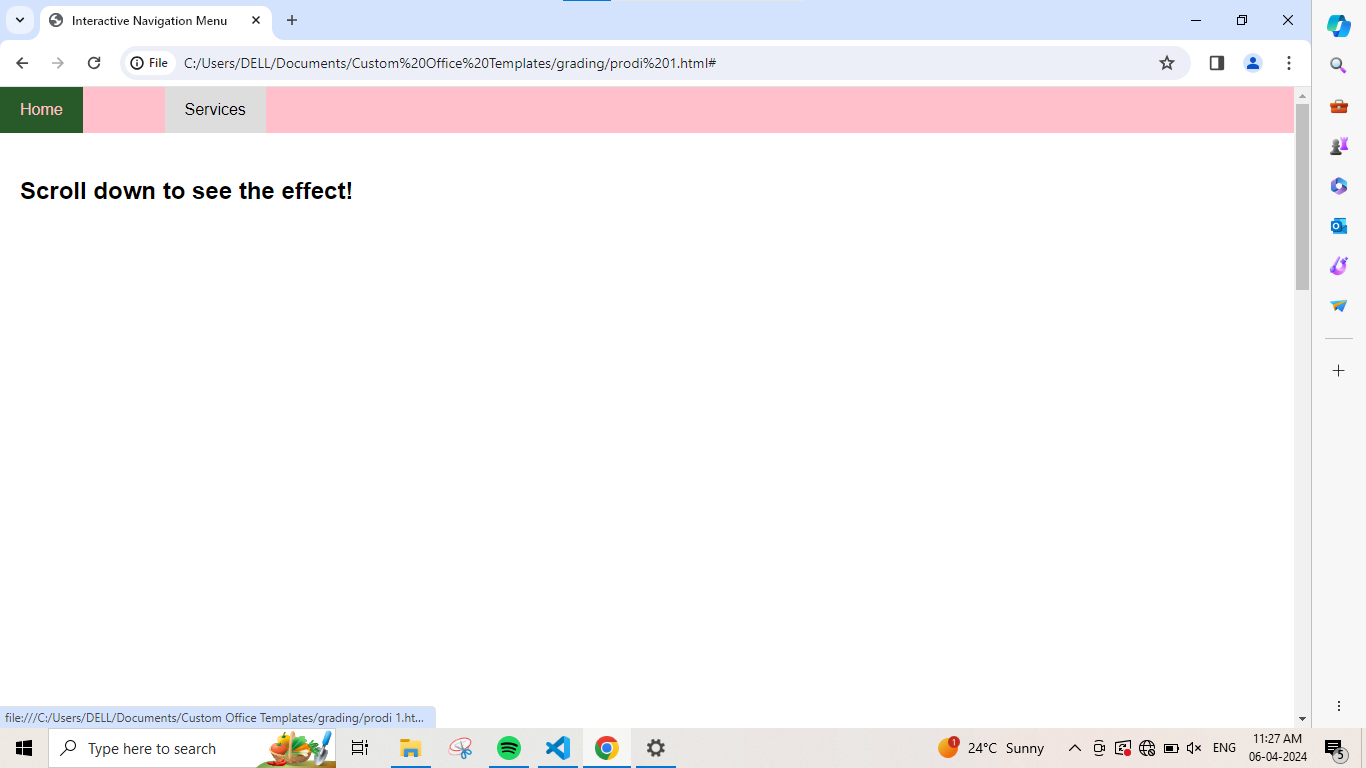 Interactive Navigation Menu
File C:/Users/DELL/Documents/Custom%20Office%20Templates/grading/prodi%201.html#
Home Services
Scroll down to see the effect!
file:///C:/Users/DELL/Documents/Custom Office Templates/grading/prodi 1.ht...
Type here to search
1
24°C Sunny
ENG
11:27 AM
06-04-2024
5